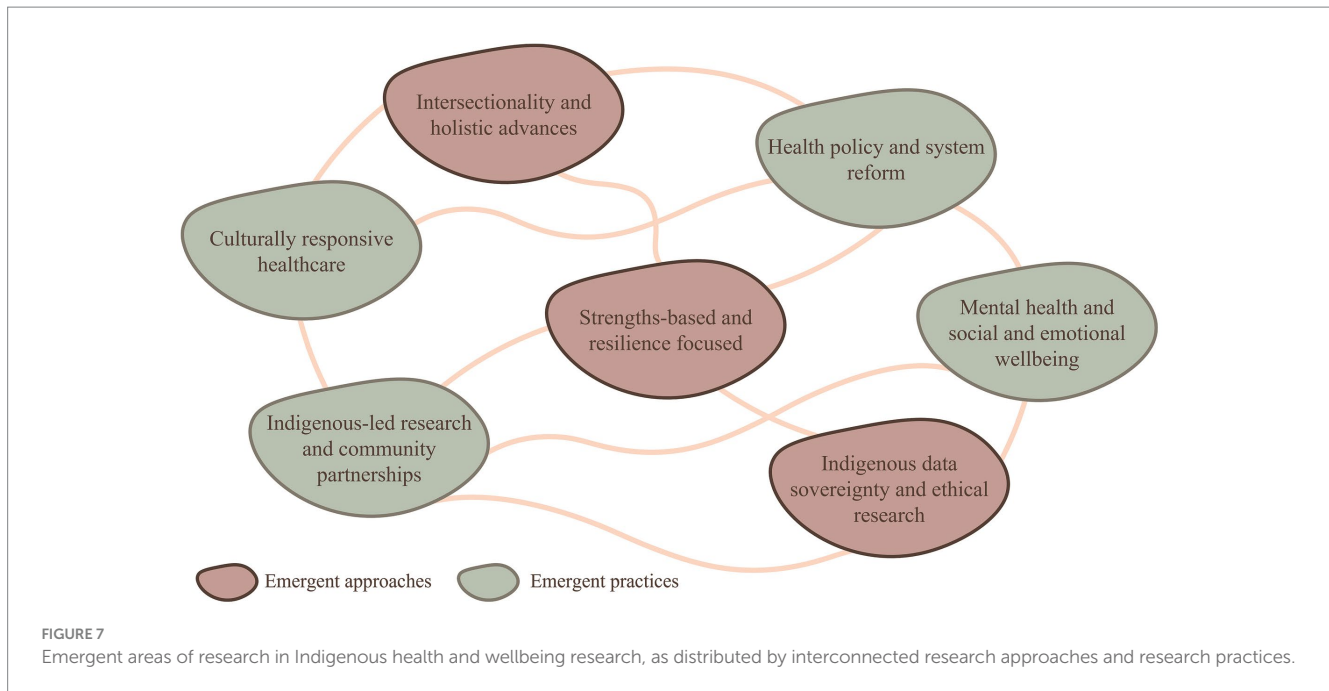 Intersectionality and
holistic advances
Health policy and system
reform
Culturally responsive
healthcare
Strengths-based and
resilience focused
Mental health and
social and emotional
wellbeing
Indigenous-led research
and community
partnerships
Indigenous data
sovereignty and ethical
research
Emergent approaches
Emergent practices
FIGURE 7
Emergent areas of research in Indigenous health and wellbeing research, as distributed by interconnected research approaches and research practices.